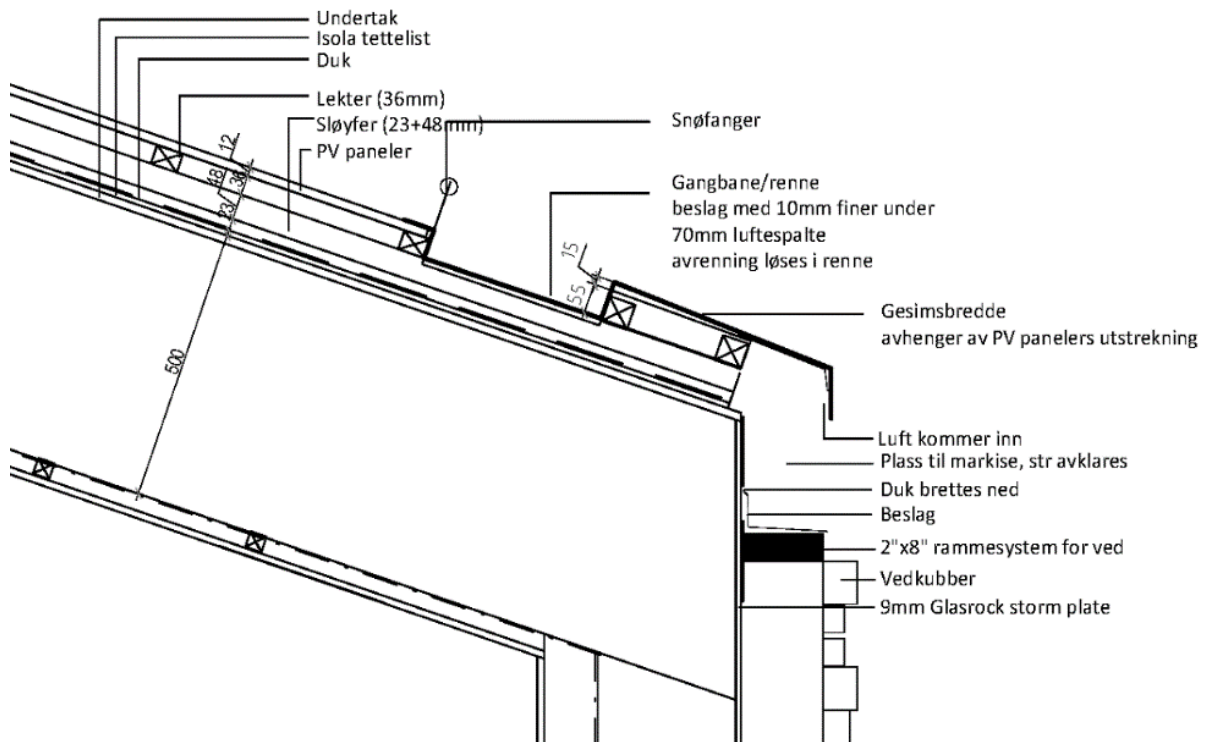 Undertak
Isola tettelist
Duk
Lekter (36mm)
Sløyfer (23+48mm)
PV paneler
12
48
36
23
500
Snøfanger
Gangbane/renne
beslag med 10mm finer under
70mm luftespalte
avrenning løses i renne
15
55
Gesimsbredde
avhenger av PV panelers utstrekning
Luft kommer inn
Plass til markise, str avklares
Duk brettes ned
Beslag
2"x8" rammesystem for ved
Vedkubber
9mm Glasrock storm plate